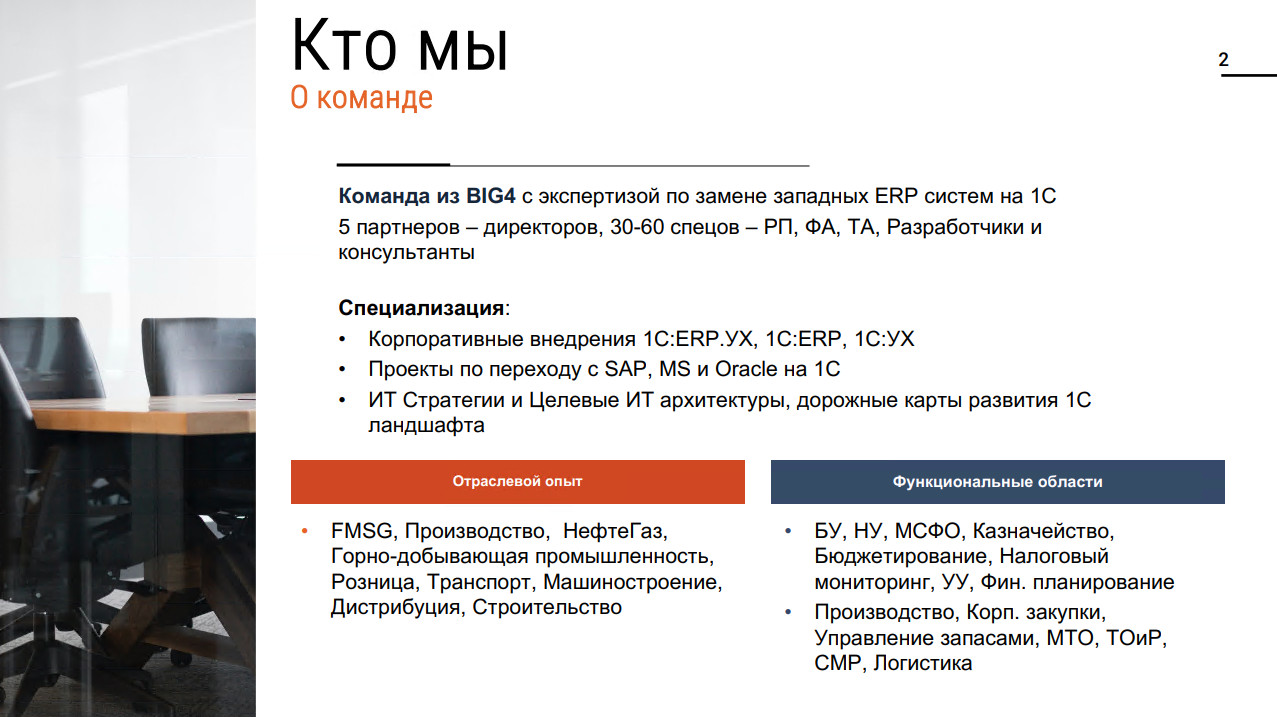 Кто мы
2
О команде
Команда из BIG4 с экспертизой по замене западных ERP систем на 1С
5 партнеров – директоров, 30-60 спецов – РП, ФА, ТА, Разработчики и
консультанты
Специализация:
• Корпоративные внедрения 1С:ERP.УХ, 1С:ERP, 1С:УХ
• Проекты по переходу с SAP, MS и Oracle на 1С
• ИТ Стратегии и Целевые ИТ архитектуры, дорожные карты развития 1С
ландшафта
Отраслевой опыт
• FMSG, Производство, НефтеГаз,
Горно-добывающая промышленность,
Розница, Транспорт, Машиностроение,
Дистрибуция, Строительство
Функциональные области
• БУ, НУ, МСФО, Казначейство,
Бюджетирование, Налоговый
мониторинг, УУ, Фин. планирование
• Производство, Корп. закупки,
Управление запасами, МТО, ТОиР,
СМР, Логистика